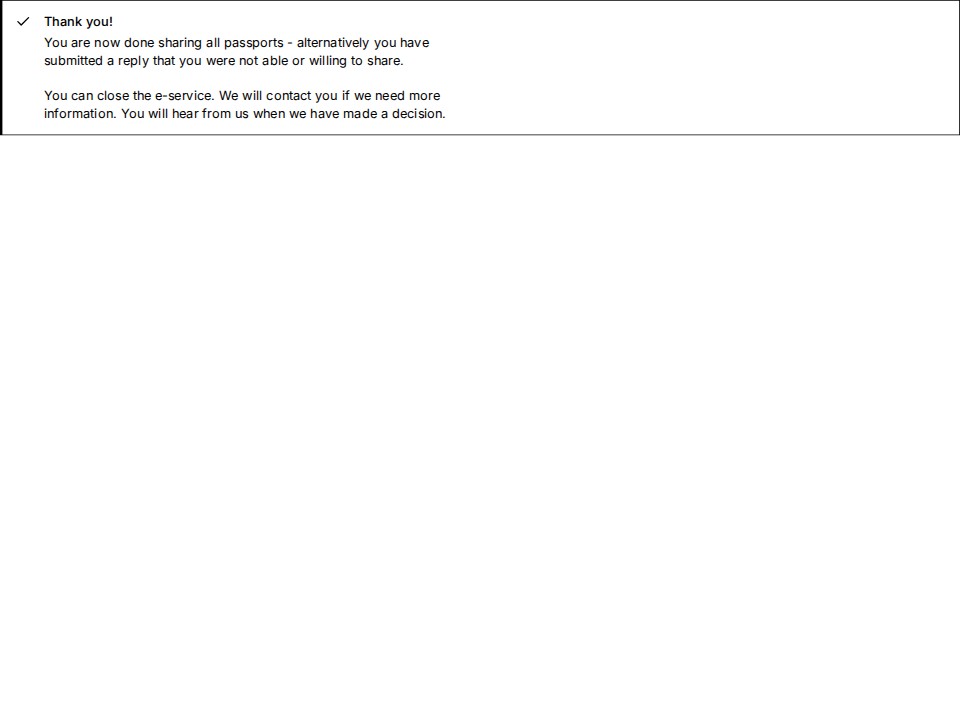 Thank you!
You are now done sharing all passports - alternatively you have
submitted a reply that you were not able or willing to share.
You can close the e-service. We will contact you if we need more
information. You will hear from us when we have made a decision.